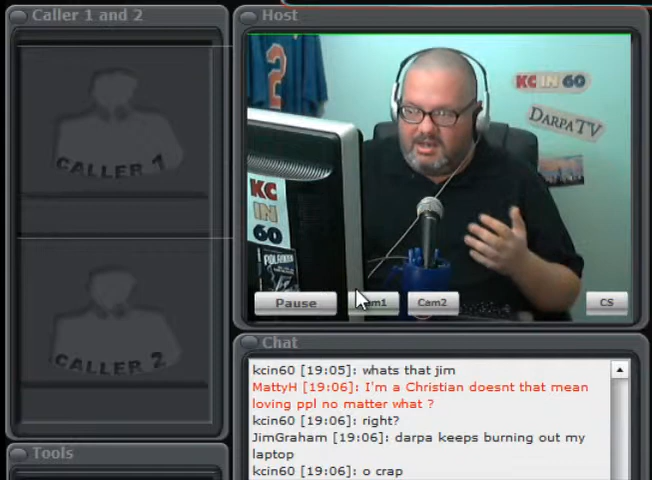 Caller 1 and 2
CALLER 1
CALLER 2
Tools
Host
2
KC IN 60
DARPATV
KC
IN
60
Pause
Cam2
CS
Chat
kcin60 [19:05]: whats that jim
MattyH [19:06]: I'm a Christian doesnt that mean
loving ppl no matter what ?
kcin60 [19:06]: right?
JimGraham [19:06]: darpa keeps burning out my
laptop
kcin60 [19:06]: o crap